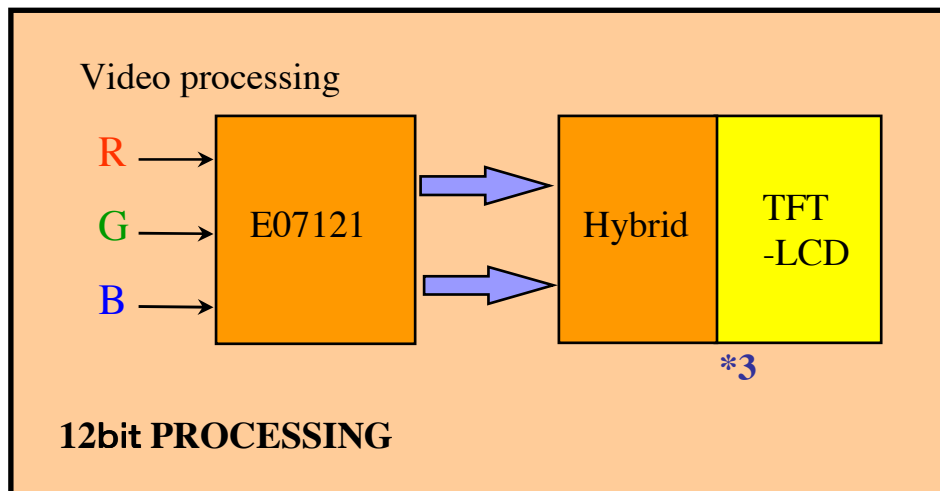 Video processing
R
G
B
E07121
Hybrid
TFT
-LCD
*3
12bit PROCESSING